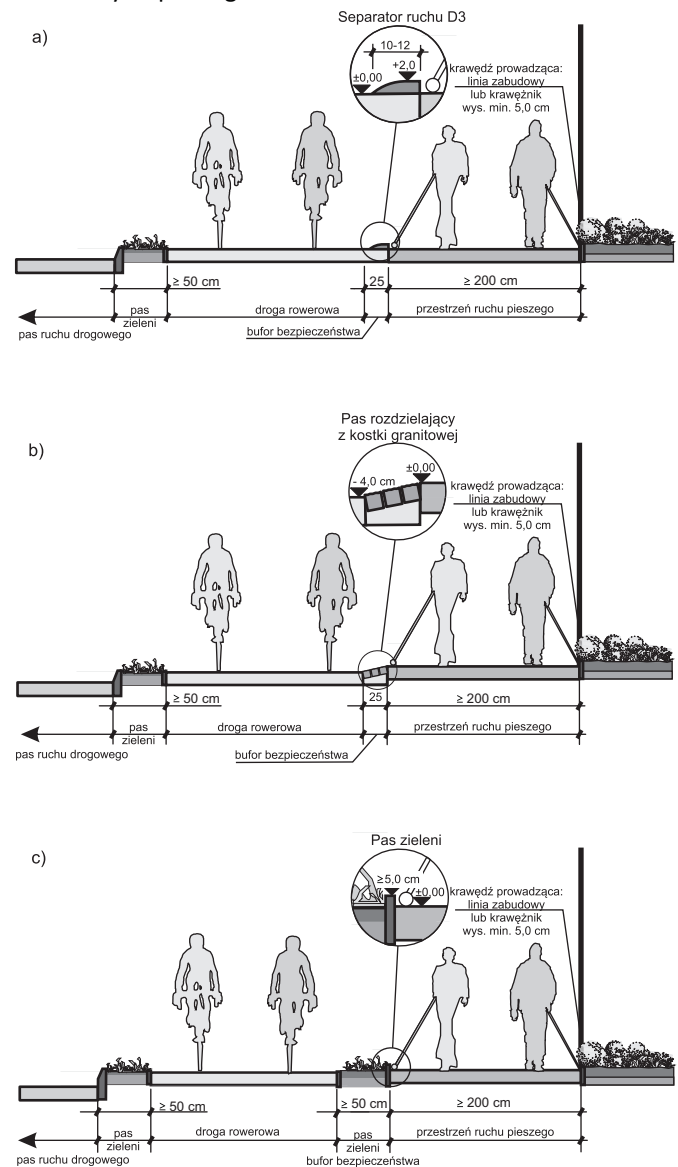 a)
Separator ruchu D3
10-12
+2,0
±0,00
krawędź prowadząca:
linia zabudowy
lub krawężnik
wys. min. 5,0 cm
≥ 50 cm
25
≥ 200 cm
pas
zieleni
droga rowerowa
przestrzeń ruchu pieszego
pas ruchu drogowego
bufor bezpieczeństwa
b)
Pas rozdzielający
z kostki granitowej
- 4,0 cm
±0,00
krawędź prowadząca:
linia zabudowy
lub krawężnik
wys. min. 5,0 cm
≥ 50 cm
25
≥ 200 cm
pas
zieleni
droga rowerowa
przestrzeń ruchu pieszego
pas ruchu drogowego
bufor bezpieczeństwa
c)
Pas zieleni
≥5,0 cm
±0,00
krawędź prowadząca:
linia zabudowy
lub krawężnik
wys. min. 5,0 cm
≥ 50 cm
≥ 50 cm
≥ 200 cm
pas
zieleni
droga rowerowa
pas
zieleni
przestrzeń ruchu pieszego
pas ruchu drogowego
bufor bezpieczeństwa